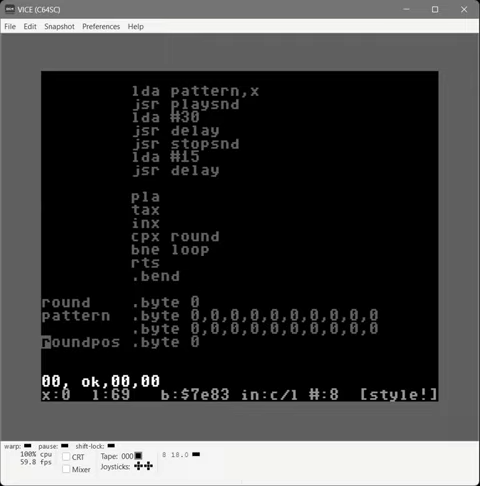 VICE (C64SC)
File Edit Snapshot Preferences Help
lda pattern,x
jsr playsnd
lda #30
jsr delay
jsr stopsnd
lda #15
jsr delay
pla
tax
inx
cpx round
bne loop
rts
.bend
round .byte 0
pattern .byte 0,0,0,0,0,0,0,0,0,0
.byte 0,0,0,0,0,0,0,0,0,0
roundpos .byte 0
00, ok,00,00
x:0 l:69 b:$7e83 in:c/l #:8 [style!]
warp: pause: shift-lock:
100% cpu
59.8 fps
CRT
Mixer
Tape: 000
Joysticks:
8 18.0